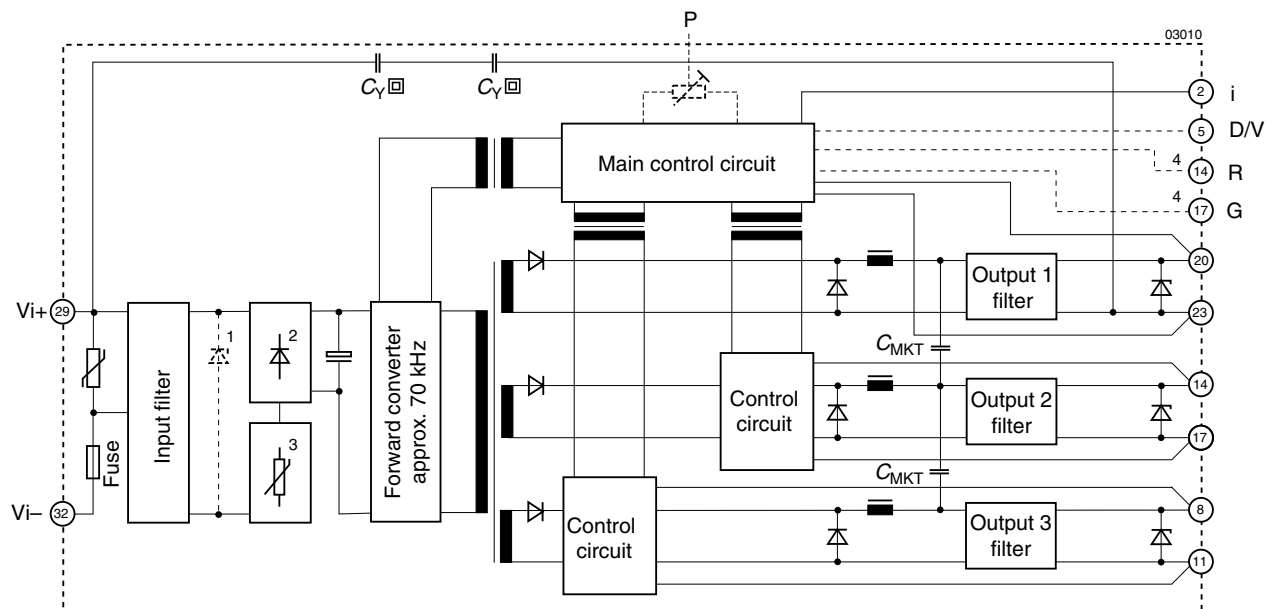 P
03010
CY
CY
2
i
5
D/V
Main control circuit
4
14
R
4
17
G
20
Output 1
filter
Vi+
29
23
1
2
CMKT
14
Input filter
Forward converter
approx. 70 kHz
Control
circuit
Output 2
filter
3
Fuse
17
CMKT
Vi–
32
8
Control
circuit
Output 3
filter
11